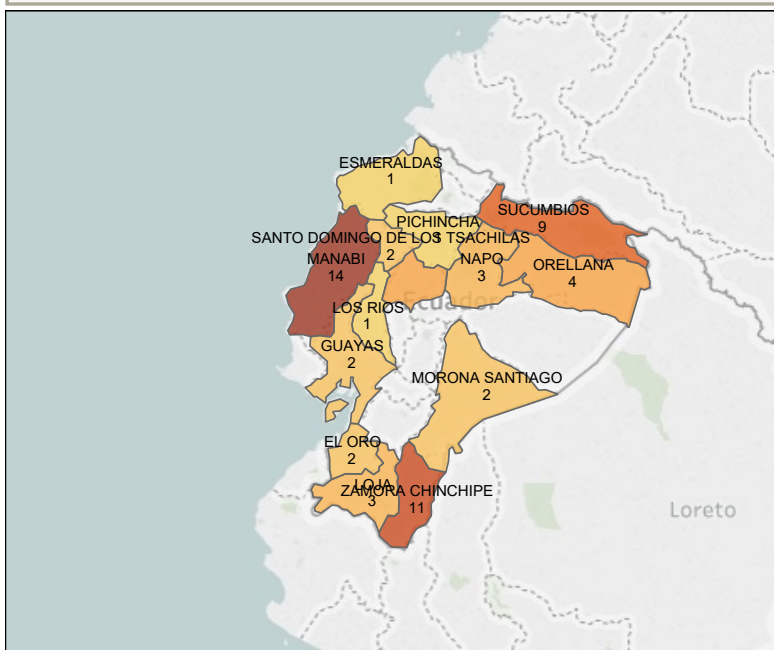 ESMERALDAS
1
SUCUMBIOS
9
PICHINCHA
SANTO DOMINGO DE LOS TSACHILAS
2
MANABI
14
NAPO
3
ORELLANA
4
Ecuador
LOS RIOS
1
GUAYAS
2
MORONA SANTIAGO
2
EL ORO
2
LOJA
3
ZAMORA CHINCHIPE
11
Loreto